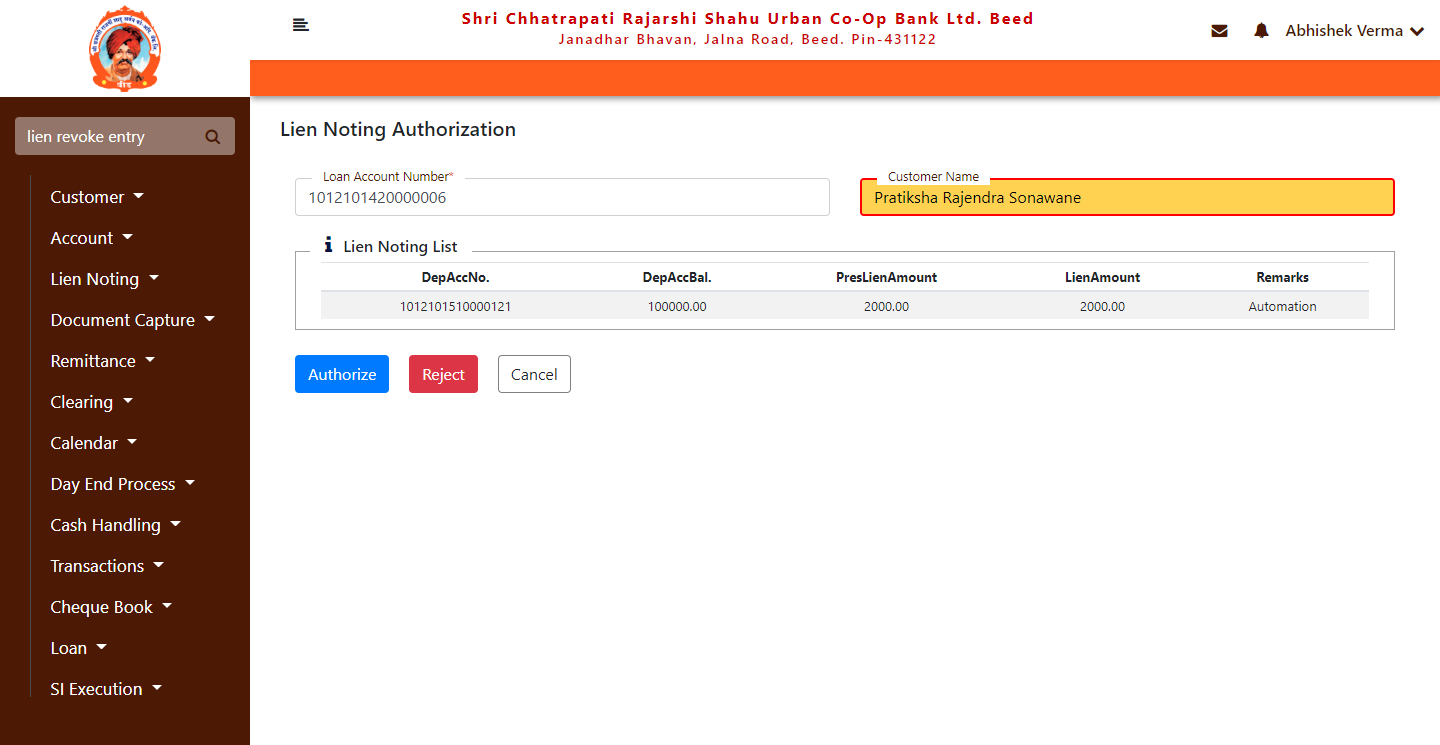 Shri Chhatrapati Rajarshi Shahu Urban Co-Op Bank Ltd. Beed
Janadhar Bhavan, Jalna Road, Beed. Pin-431122
Abhishek Verma
बीड
lien revoke entry
Customer
Account
Lien Noting
Document Capture
Remittance
Clearing
Calendar
Day End Process
Cash Handling
Transactions
Cheque Book
Loan
SI Execution
Lien Noting Authorization
Loan Account Number*
1012101420000006
Customer Name
Pratiksha Rajendra Sonawane
Lien Noting List
DepAccNo. DepAccBal. PresLienAmount LienAmount Remarks
1012101510000121 100000.00 2000.00 2000.00 Automation
Authorize Reject Cancel